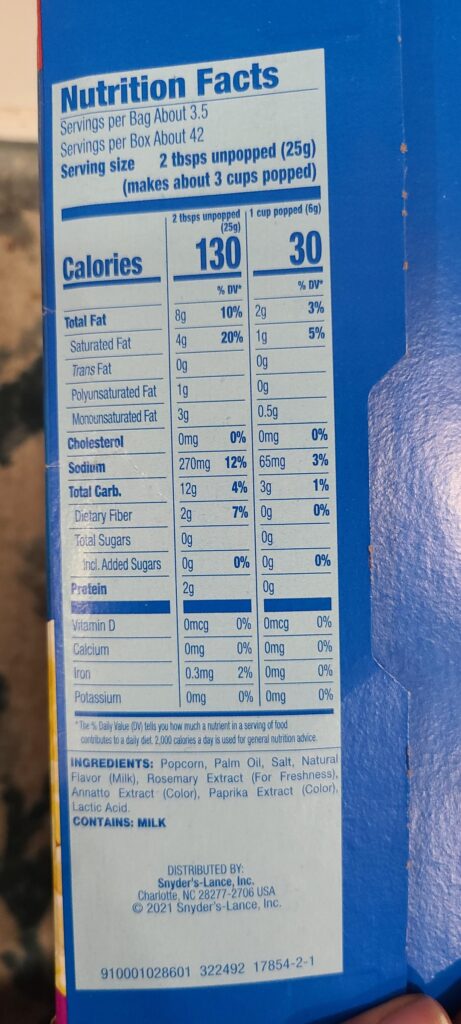 Nutrition Facts
Servings per Bag About 3.5
Servings per Box About 42
Serving size 2 tbsps unpopped (25g)
(makes about 3 cups popped)
2 tbsps unpopped (25g) 1 cup popped (6g)
Calories 130 30
% DV* % DV*
Total Fat 8g 10% 2g 3%
Saturated Fat 4g 20% 1g 5%
Trans Fat 0g 0g
Polyunsaturated Fat 1g 0g
Monounsaturated Fat 3g 0.5g
Cholesterol 0mg 0% 0mg 0%
Sodium 270mg 12% 65mg 3%
Total Carb. 12g 4% 3g 1%
Dietary Fiber 2g 7% 0g 0%
Total Sugars 0g 0g
Incl. Added Sugars 0g 0% 0g 0%
Protein 2g 0g
Vitamin D 0mcg 0% 0mcg 0%
Calcium 0mg 0% 0mg 0%
Iron 0.3mg 2% 0mg 0%
Potassium 0mg 0% 0mg 0%
*The % Daily Value (DV) tells you how much a nutrient in a serving of food
contributes to a daily diet. 2,000 calories a day is used for general nutrition advice.
INGREDIENTS: Popcorn, Palm Oil, Salt, Natural
Flavor (Milk), Rosemary Extract (For Freshness),
Annatto Extract (Color), Paprika Extract (Color),
Lactic Acid.
CONTAINS: MILK
DISTRIBUTED BY:
Snyder's-Lance, Inc.
Charlotte, NC 28277-2706 USA
© 2021 Snyder's-Lance, Inc.
910001028601 322492 17854-2-1